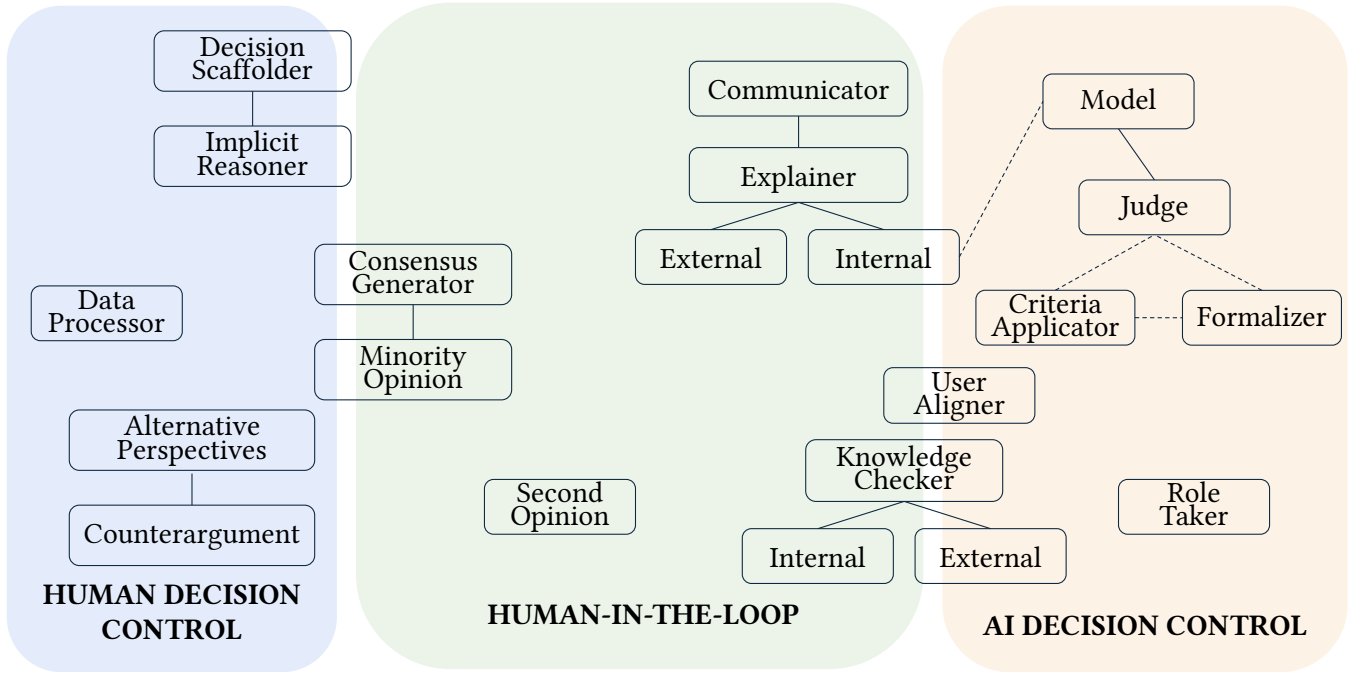 Decision
Scaffolder
Implicit
Reasoner
Data
Processor
Alternative
Perspectives
Counterargument
HUMAN DECISION
CONTROL
Consensus
Generator
Minority
Opinion
Communicator
Explainer
External
Internal
Second
Opinion
User
Aligner
Knowledge
Checker
Internal
External
HUMAN-IN-THE-LOOP
Model
Judge
Criteria
Applicator
Formalizer
Role
Taker
AI DECISION CONTROL